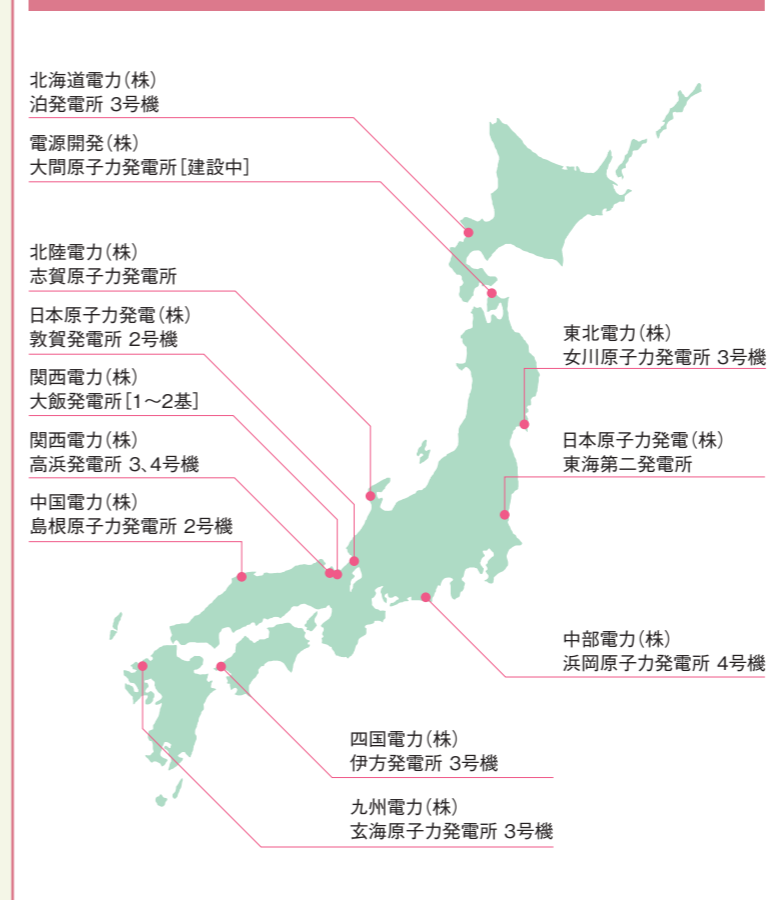 北海道電力(株)
泊発電所 3号機
電源開発(株)
大間原子力発電所[建設中]
北陸電力(株)
志賀原子力発電所
日本原子力発電(株)
敦賀発電所 2号機
関西電力(株)
大飯発電所[1～2基]
関西電力(株)
高浜発電所 3、4号機
中国電力(株)
島根原子力発電所 2号機
東北電力(株)
女川原子力発電所 3号機
日本原子力発電(株)
東海第二発電所
中部電力(株)
浜岡原子力発電所 4号機
四国電力(株)
伊方発電所 3号機
九州電力(株)
玄海原子力発電所 3号機